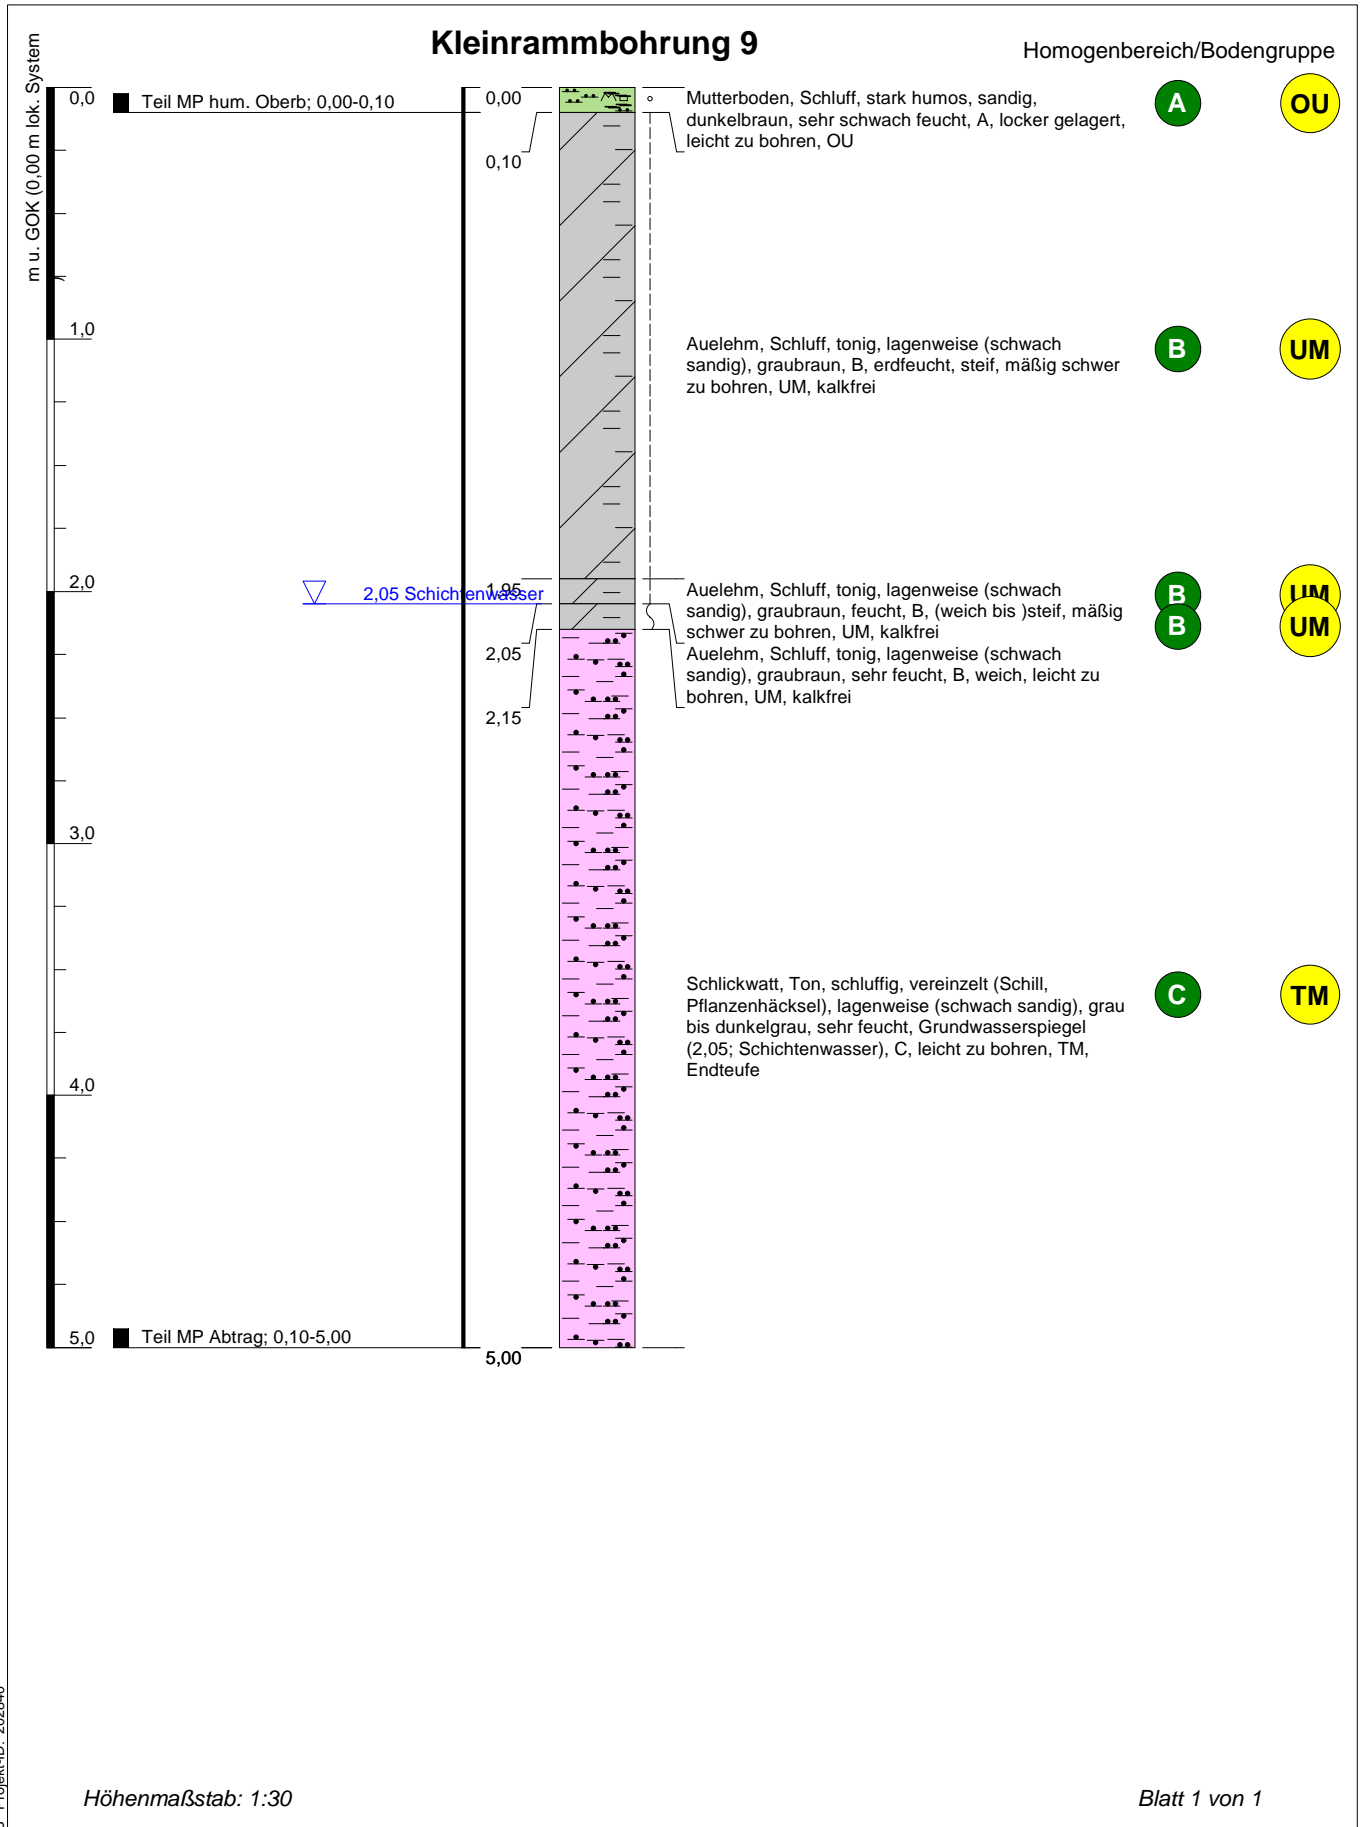 Kleinrammbohrung 9
Homogenbereich/Bodengruppe
m u. GOK (0,00 m lok. System)
0,0
Teil MP hum. Oberb; 0,00-0,10
0,00
Mutterboden, Schluff, stark humos, sandig,
dunkelbraun, sehr schwach feucht, A, locker gelagert,
leicht zu bohren, OU
A
OU
0,10
1,0
Auelehm, Schluff, tonig, lagenweise (schwach
sandig), graubraun, B, erdfeucht, steif, mäßig schwer
zu bohren, UM, kalkfrei
B
UM
2,0
2,05 Schichtenwasser
1,95
Auelehm, Schluff, tonig, lagenweise (schwach
sandig), graubraun, feucht, B, (weich bis )steif, mäßig
schwer zu bohren, UM, kalkfrei
B
UM
2,05
Auelehm, Schluff, tonig, lagenweise (schwach
sandig), graubraun, sehr feucht, B, weich, leicht zu
bohren, UM, kalkfrei
B
UM
2,15
3,0
Schlickwatt, Ton, schluffig, vereinzelt (Schill,
Pflanzenhäcksel), lagenweise (schwach sandig), grau
bis dunkelgrau, sehr feucht, Grundwasserspiegel
(2,05; Schichtenwasser), C, leicht zu bohren, TM,
Endteufe
C
TM
4,0
5,0
Teil MP Abtrag; 0,10-5,00
5,00
Höhenmaßstab: 1:30
Blatt 1 von 1